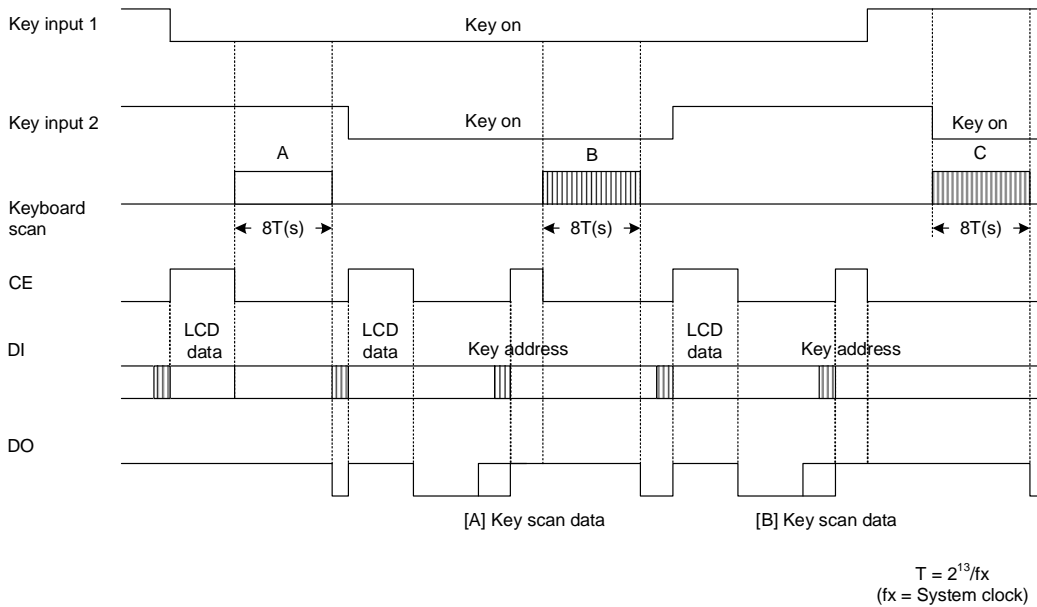 Key input 1
Key on
Key input 2
Key on
Key on
A
B
C
Keyboard
scan
8T(s)
8T(s)
8T(s)
CE
DI
LCD
data
LCD
data
Key address
LCD
data
Key address
DO
[A] Key scan data
[B] Key scan data
T = 2^13/fx
(fx = System clock)